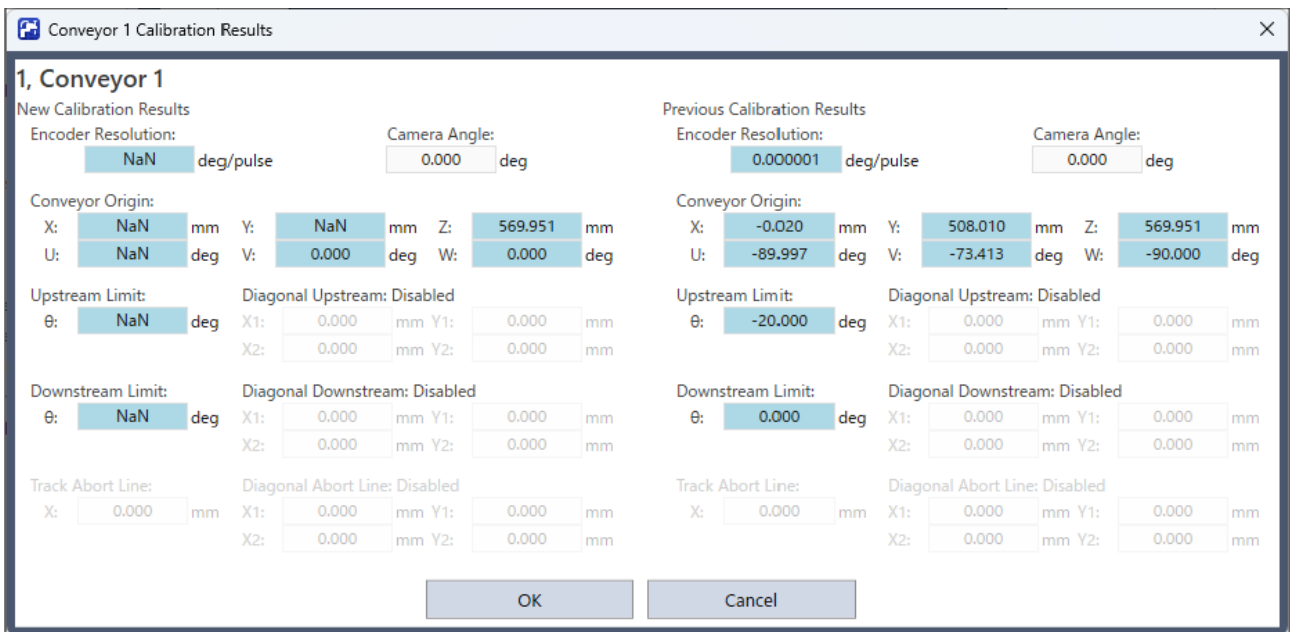 Conveyor 1 Calibration Results
1, Conveyor 1
New Calibration Results Previous Calibration Results
Encoder Resolution: Camera Angle: Encoder Resolution: Camera Angle:
NaN deg/pulse 0.000 deg 0.000001 deg/pulse 0.000 deg
Conveyor Origin: Conveyor Origin:
X: NaN mm Y: NaN mm Z: 569.951 mm X: -0.020 mm Y: 508.010 mm Z: 569.951 mm
U: NaN deg V: 0.000 deg W: 0.000 deg U: -89.997 deg V: -73.413 deg W: -90.000 deg
Upstream Limit: Diagonal Upstream: Disabled Upstream Limit: Diagonal Upstream: Disabled
θ: NaN deg X1: 0.000 mm Y1: 0.000 mm θ: -20.000 deg X1: 0.000 mm Y1: 0.000 mm
X2: 0.000 mm Y2: 0.000 mm X2: 0.000 mm Y2: 0.000 mm
Downstream Limit: Diagonal Downstream: Disabled Downstream Limit: Diagonal Downstream: Disabled
θ: NaN deg X1: 0.000 mm Y1: 0.000 mm θ: 0.000 deg X1: 0.000 mm Y1: 0.000 mm
X2: 0.000 mm Y2: 0.000 mm X2: 0.000 mm Y2: 0.000 mm
Track Abort Line: Diagonal Abort Line: Disabled Track Abort Line: Diagonal Abort Line: Disabled
X: 0.000 mm X1: 0.000 mm Y1: 0.000 mm X: 0.000 mm X1: 0.000 mm Y1: 0.000 mm
X2: 0.000 mm Y2: 0.000 mm X2: 0.000 mm Y2: 0.000 mm
OK Cancel